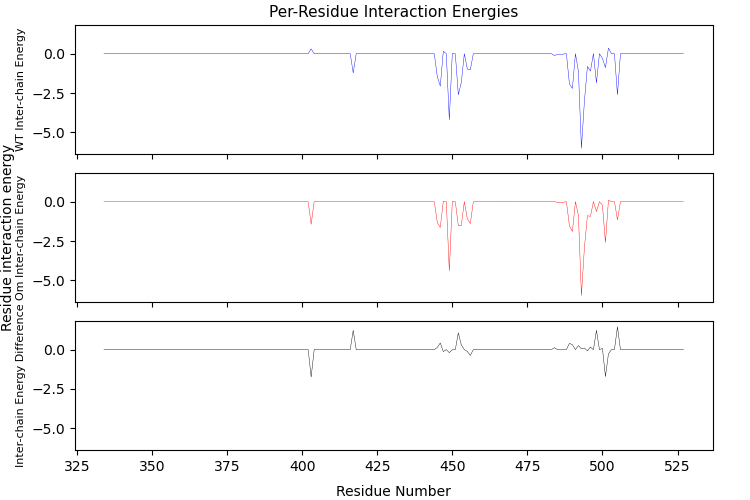 Per-Residue Interaction Energies
WT Inter-chain Energy
0.0
−2.5
−5.0
Residue interaction energy
Om Inter-chain Energy
0.0
−2.5
−5.0
Inter-chain Energy Difference
0.0
−2.5
−5.0
325 350 375 400 425 450 475 500 525
Residue Number